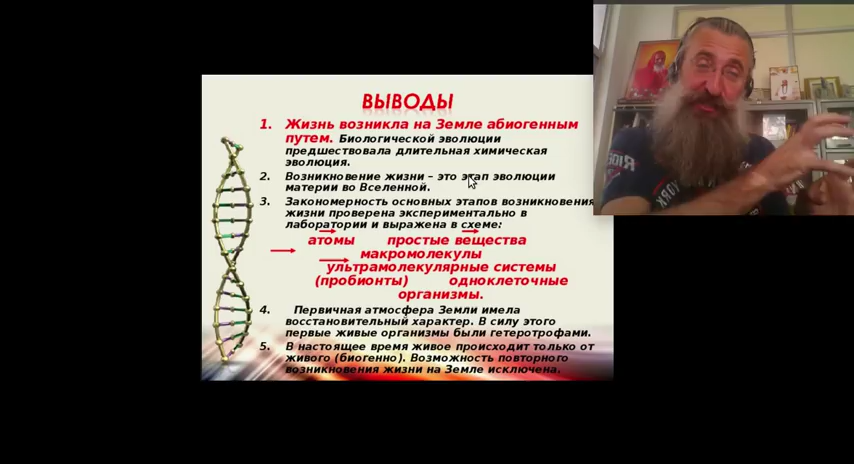 ВЫВОДЫ
1. Жизнь возникла на Земле абиогенным
путем. Биологической эволюции
предшествовала длительная химическая
эволюция.
2. Возникновение жизни – это этап эволюции
материи во Вселенной.
3. Закономерность основных этапов возникновения
жизни проверена экспериментально в
лаборатории и выражена в схеме:
атомы простые вещества
макромолекулы
ультрамолекулярные системы
(пробионты) одноклеточные
организмы.
4. Первичная атмосфера Земли имела
восстановительный характер. В силу этого
первые живые организмы были гетеротрофами.
5. В настоящее время живое происходит только от
живого (биогенно). Возможность повторного
возникновения жизни на Земле исключена.